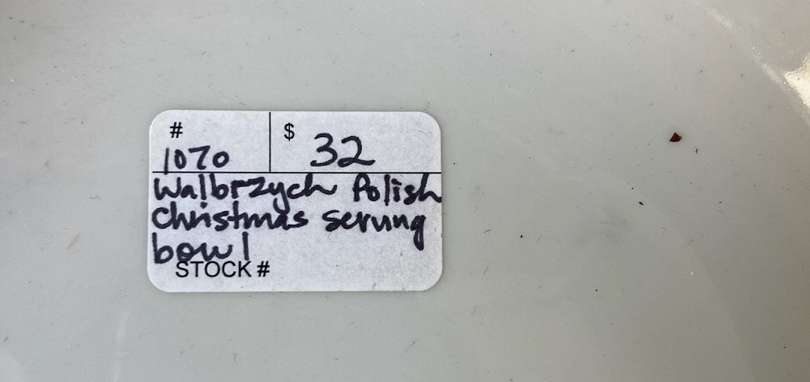 # $
1070 32
Walbrzych Polish
Christmas serving
bowl
STOCK #